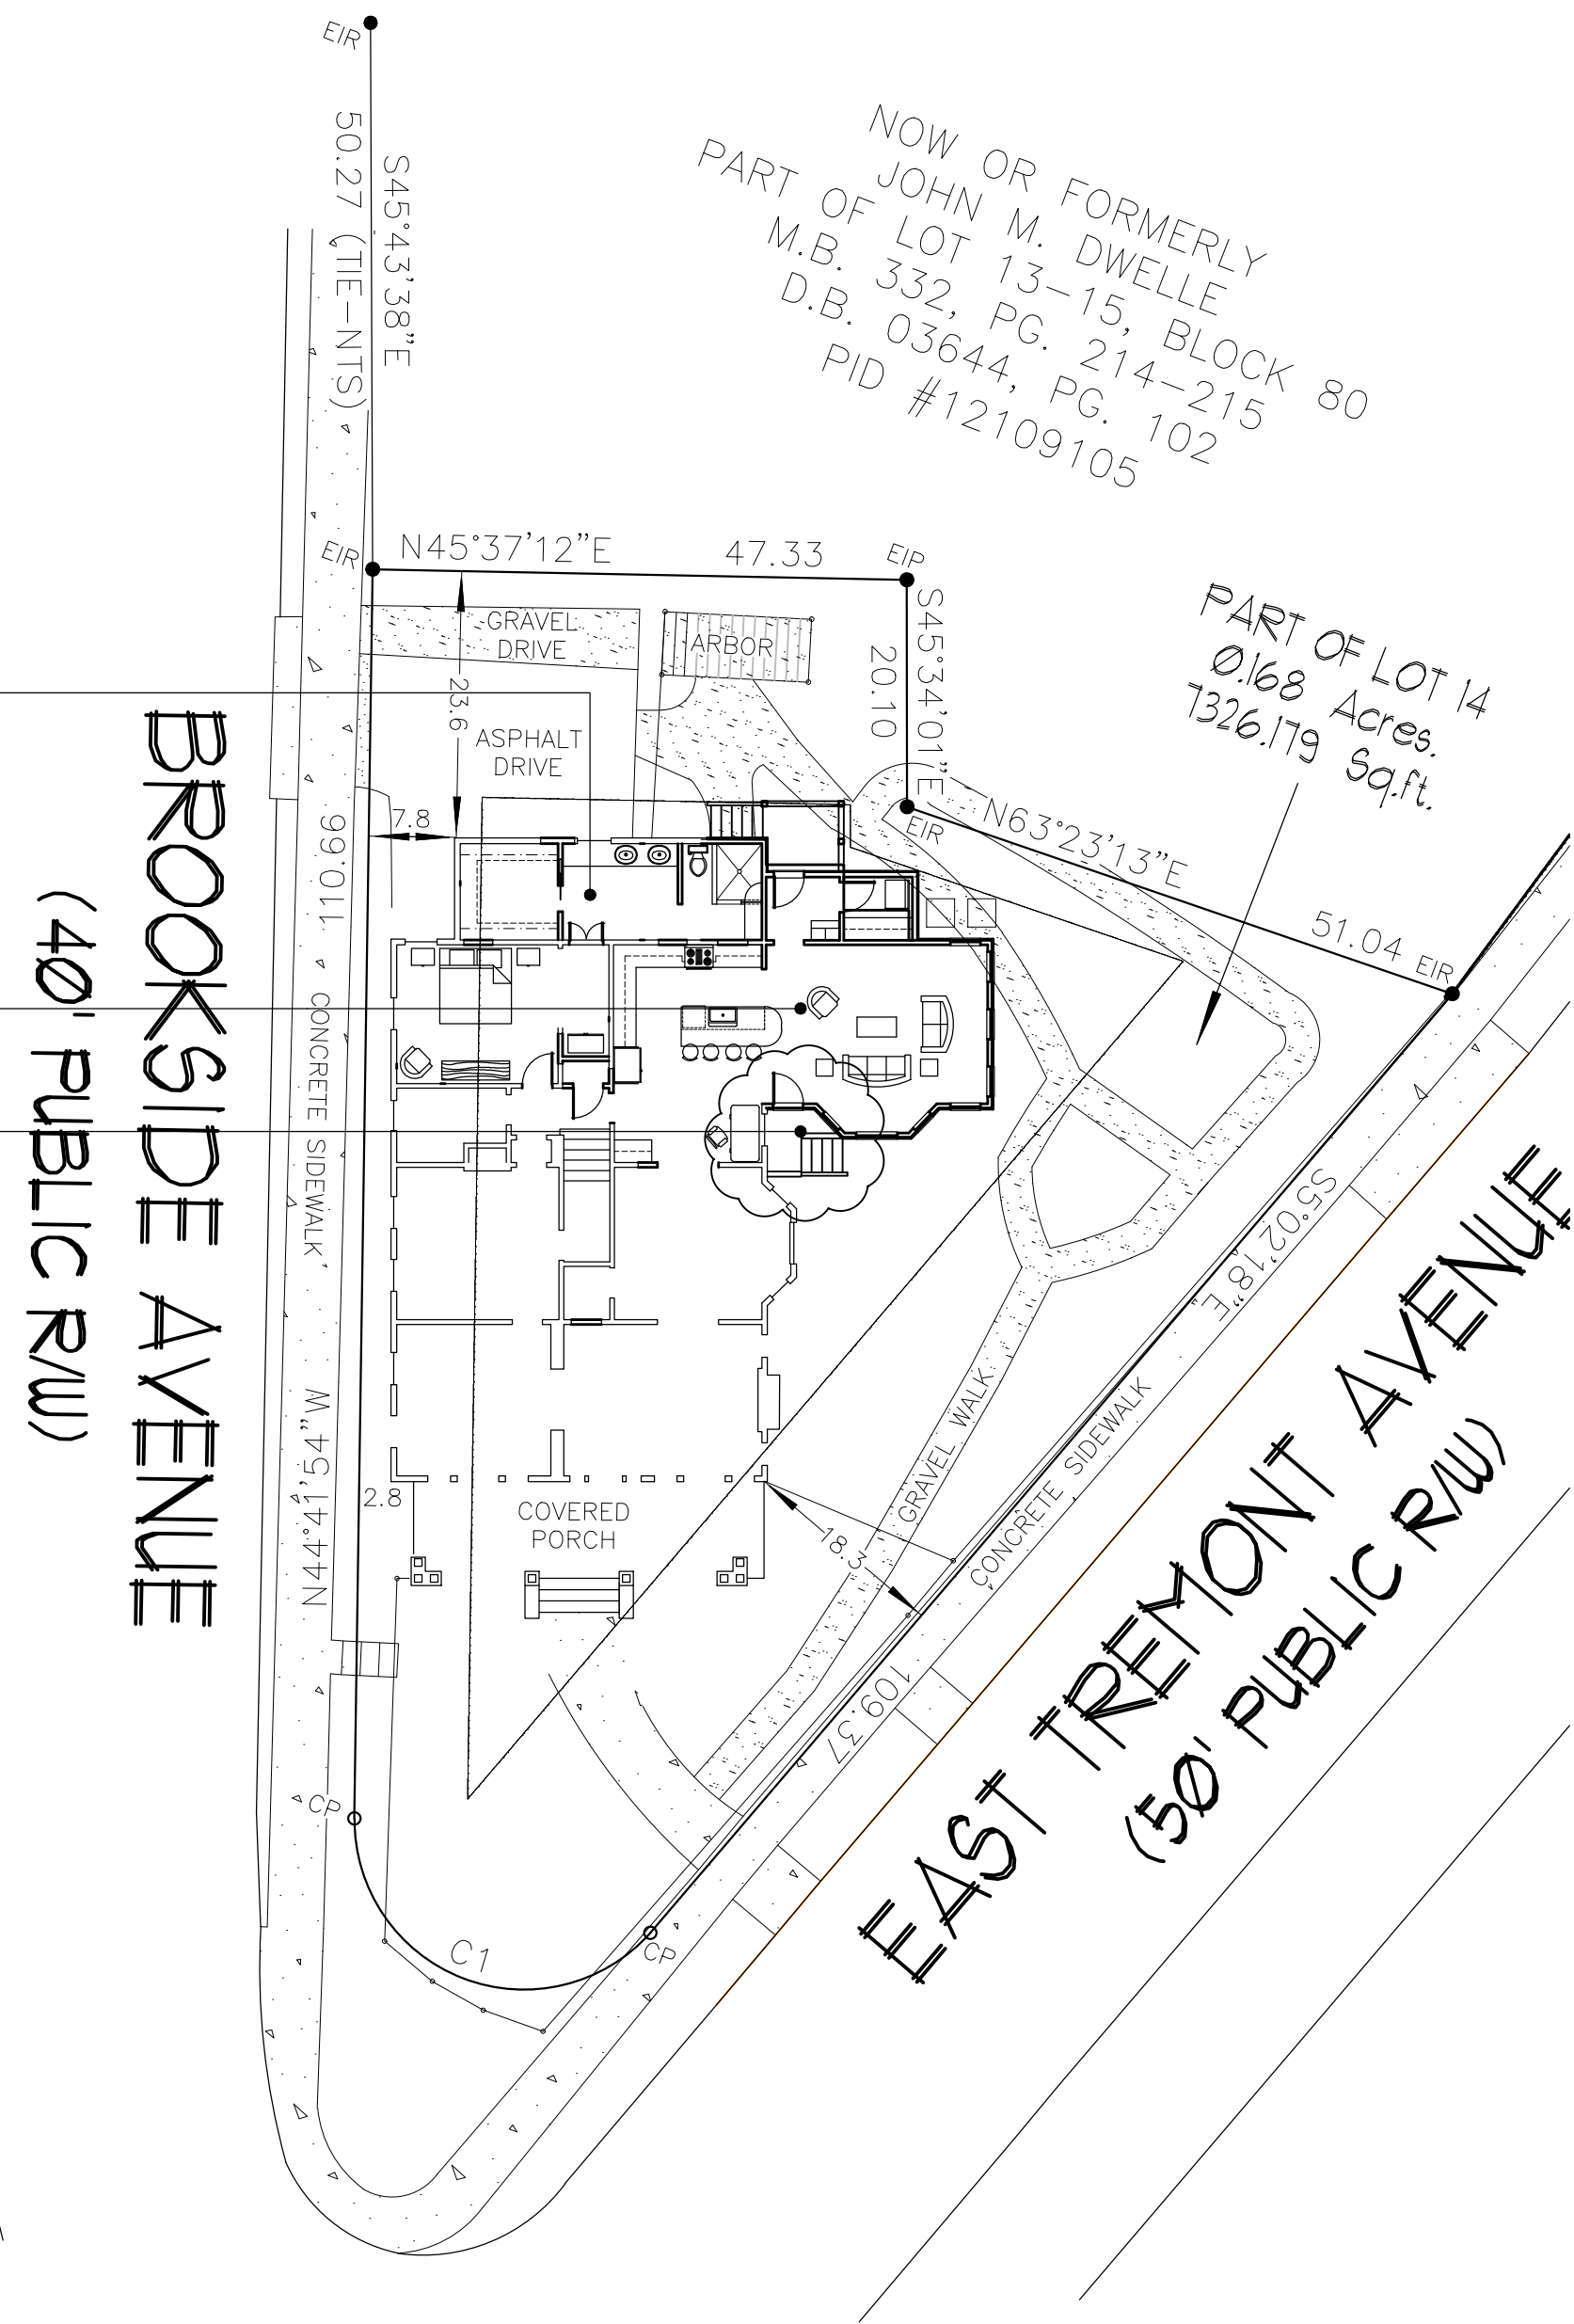 EIR
S45°43'38"E
50.27 (TIE-NTS)
NOW OR FORMERLY
JOHN M. DWELLE
PART OF LOT 13-15, BLOCK 80
M.B. 332, PG. 214-215
D.B. 03644, PG. 102
PID #12109105
EIR
N45°37'12"E 47.33
EIP
S45°34'01"E
20.10
EIR
PART OF LOT 14
0.168 Acres.
7326.179 Sq.ft.
N63°23'13"E 51.04
EIR
GRAVEL
DRIVE
ARBOR
23.6
ASPHALT
DRIVE
7.8
110.66
CONCRETE SIDEWALK
N44°41'54"W
BROOKSIDE AVENUE
(40' PUBLIC R/W)
2.8
COVERED
PORCH
18.3
GRAVEL WALK
CONCRETE SIDEWALK
S5°02'18"E
109.37
EAST TREMONT AVENUE
(50' PUBLIC R/W)
CP
C1
CP